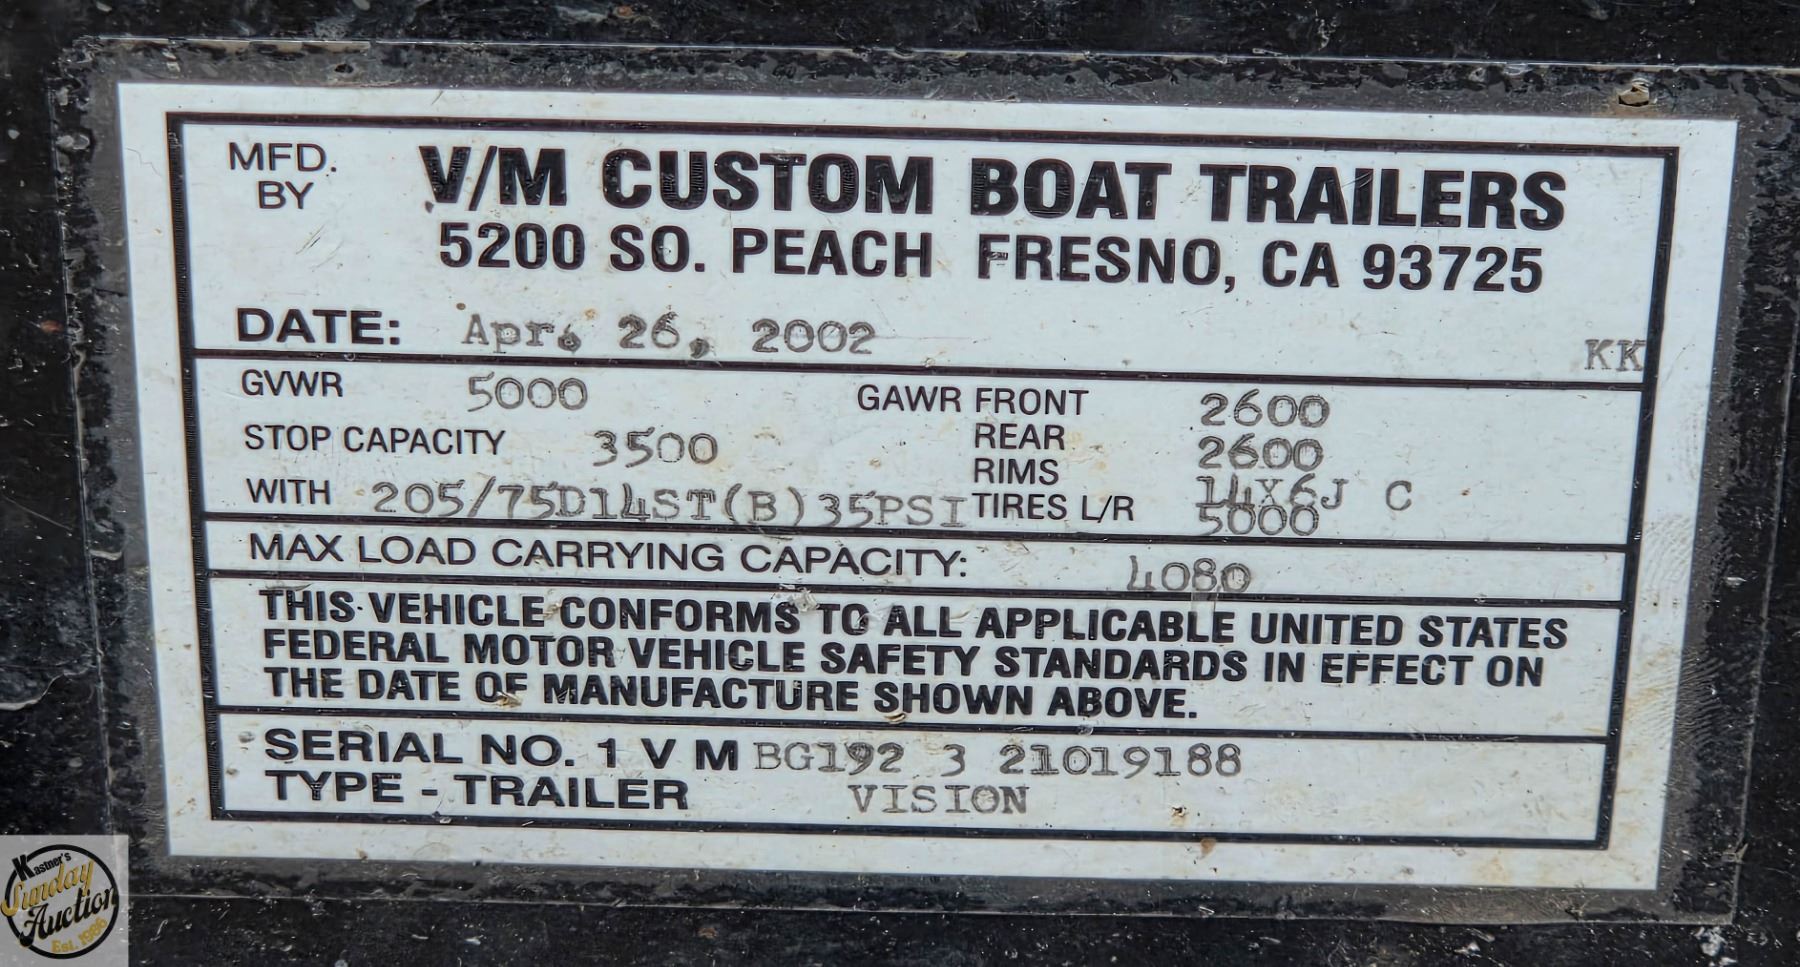 MFD. BY V/M CUSTOM BOAT TRAILERS
5200 SO. PEACH FRESNO, CA 93725
DATE: Apr. 26, 2002 KK
GVWR 5000 GAWR FRONT 2600
STOP CAPACITY 3500 REAR 2600
RIMS 14X6J C
WITH 205/75D14ST(B)35PSI TIRES L/R 5000
MAX LOAD CARRYING CAPACITY: 4080
THIS VEHICLE CONFORMS TO ALL APPLICABLE UNITED STATES
FEDERAL MOTOR VEHICLE SAFETY STANDARDS IN EFFECT ON
THE DATE OF MANUFACTURE SHOWN ABOVE.
SERIAL NO. 1 V M BG192 3 21019188
TYPE - TRAILER VISION
Kastner's
Sunday
Auction
Est. 1986